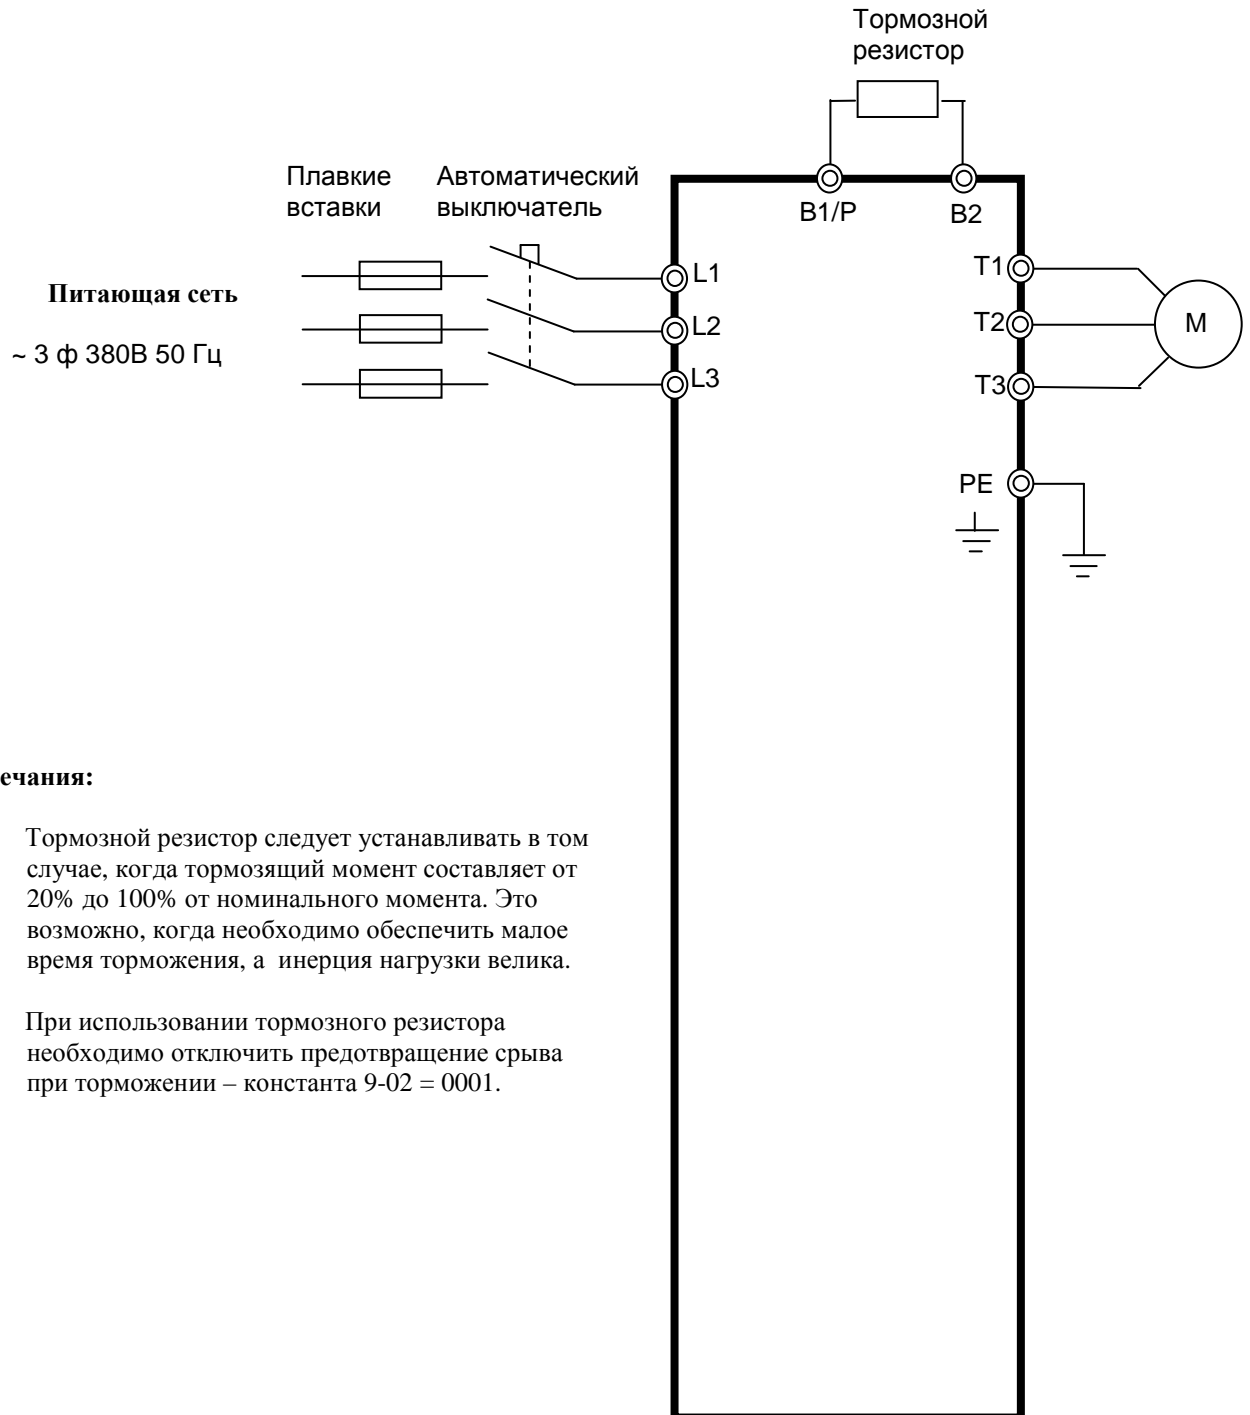 Тормозной
резистор
Плавкие
вставки
Автоматический
выключатель
B1/P
B2
Питающая сеть
~ 3 ф 380В 50 Гц
L1
L2
L3
T1
T2
T3
M
PE
ечания:
Тормозной резистор следует устанавливать в том
случае, когда тормозящий момент составляет от
20% до 100% от номинального момента. Это
возможно, когда необходимо обеспечить малое
время торможения, а  инерция нагрузки велика.
При использовании тормозного резистора
необходимо отключить предотвращение срыва
при торможении – константа 9-02 = 0001.